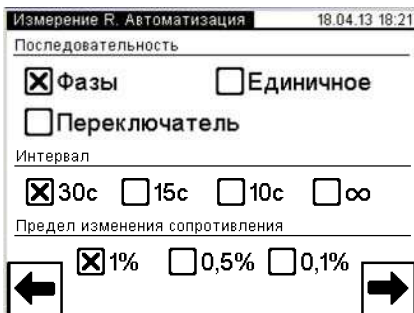 Измерение R. Автоматизация 18.04.13 18:21
Последовательность
Фазы Единичное
Переключатель
Интервал
30с 15с 10с ∞
Предел изменения сопротивления
1% 0,5% 0,1%